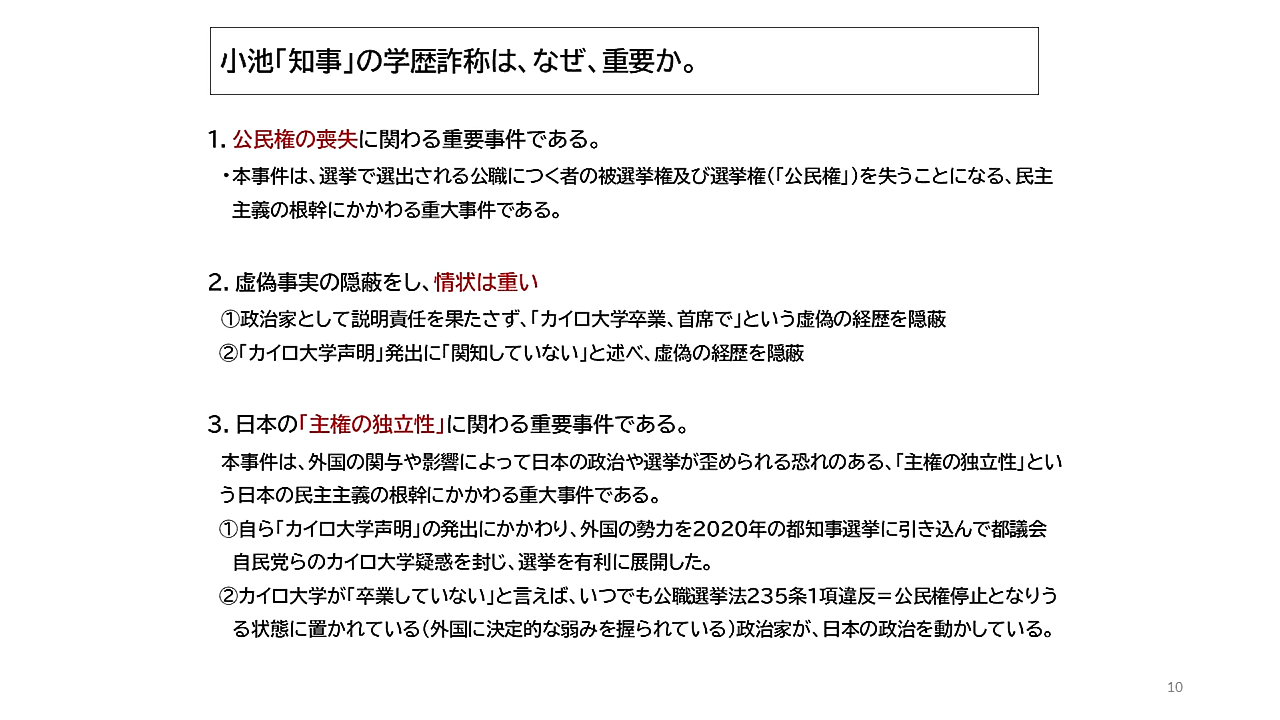 小池「知事」の学歴詐称は、なぜ、重要か。
1. 公民権の喪失に関わる重要事件である。
・本事件は、選挙で選出される公職につく者の被選挙権及び選挙権(「公民権」)を失うことになる、民主
主義の根幹にかかわる重大事件である。
2. 虚偽事実の隠蔽をし、情状は重い
①政治家として説明責任を果たさず、「カイロ大学卒業、首席で」という虚偽の経歴を隠蔽
②「カイロ大学声明」発出に「関知していない」と述べ、虚偽の経歴を隠蔽
3. 日本の「主権の独立性」に関わる重要事件である。
本事件は、外国の関与や影響によって日本の政治や選挙が歪められる恐れのある、「主権の独立性」とい
う日本の民主主義の根幹にかかわる重大事件である。
①自ら「カイロ大学声明」の発出にかかわり、外国の勢力を2020年の都知事選挙に引き込んで都議会
自民党らのカイロ大学疑惑を封じ、選挙を有利に展開した。
②カイロ大学が「卒業していない」と言えば、いつでも公職選挙法235条1項違反=公民権停止となりう
る状態に置かれている(外国に決定的な弱みを握られている)政治家が、日本の政治を動かしている。
10